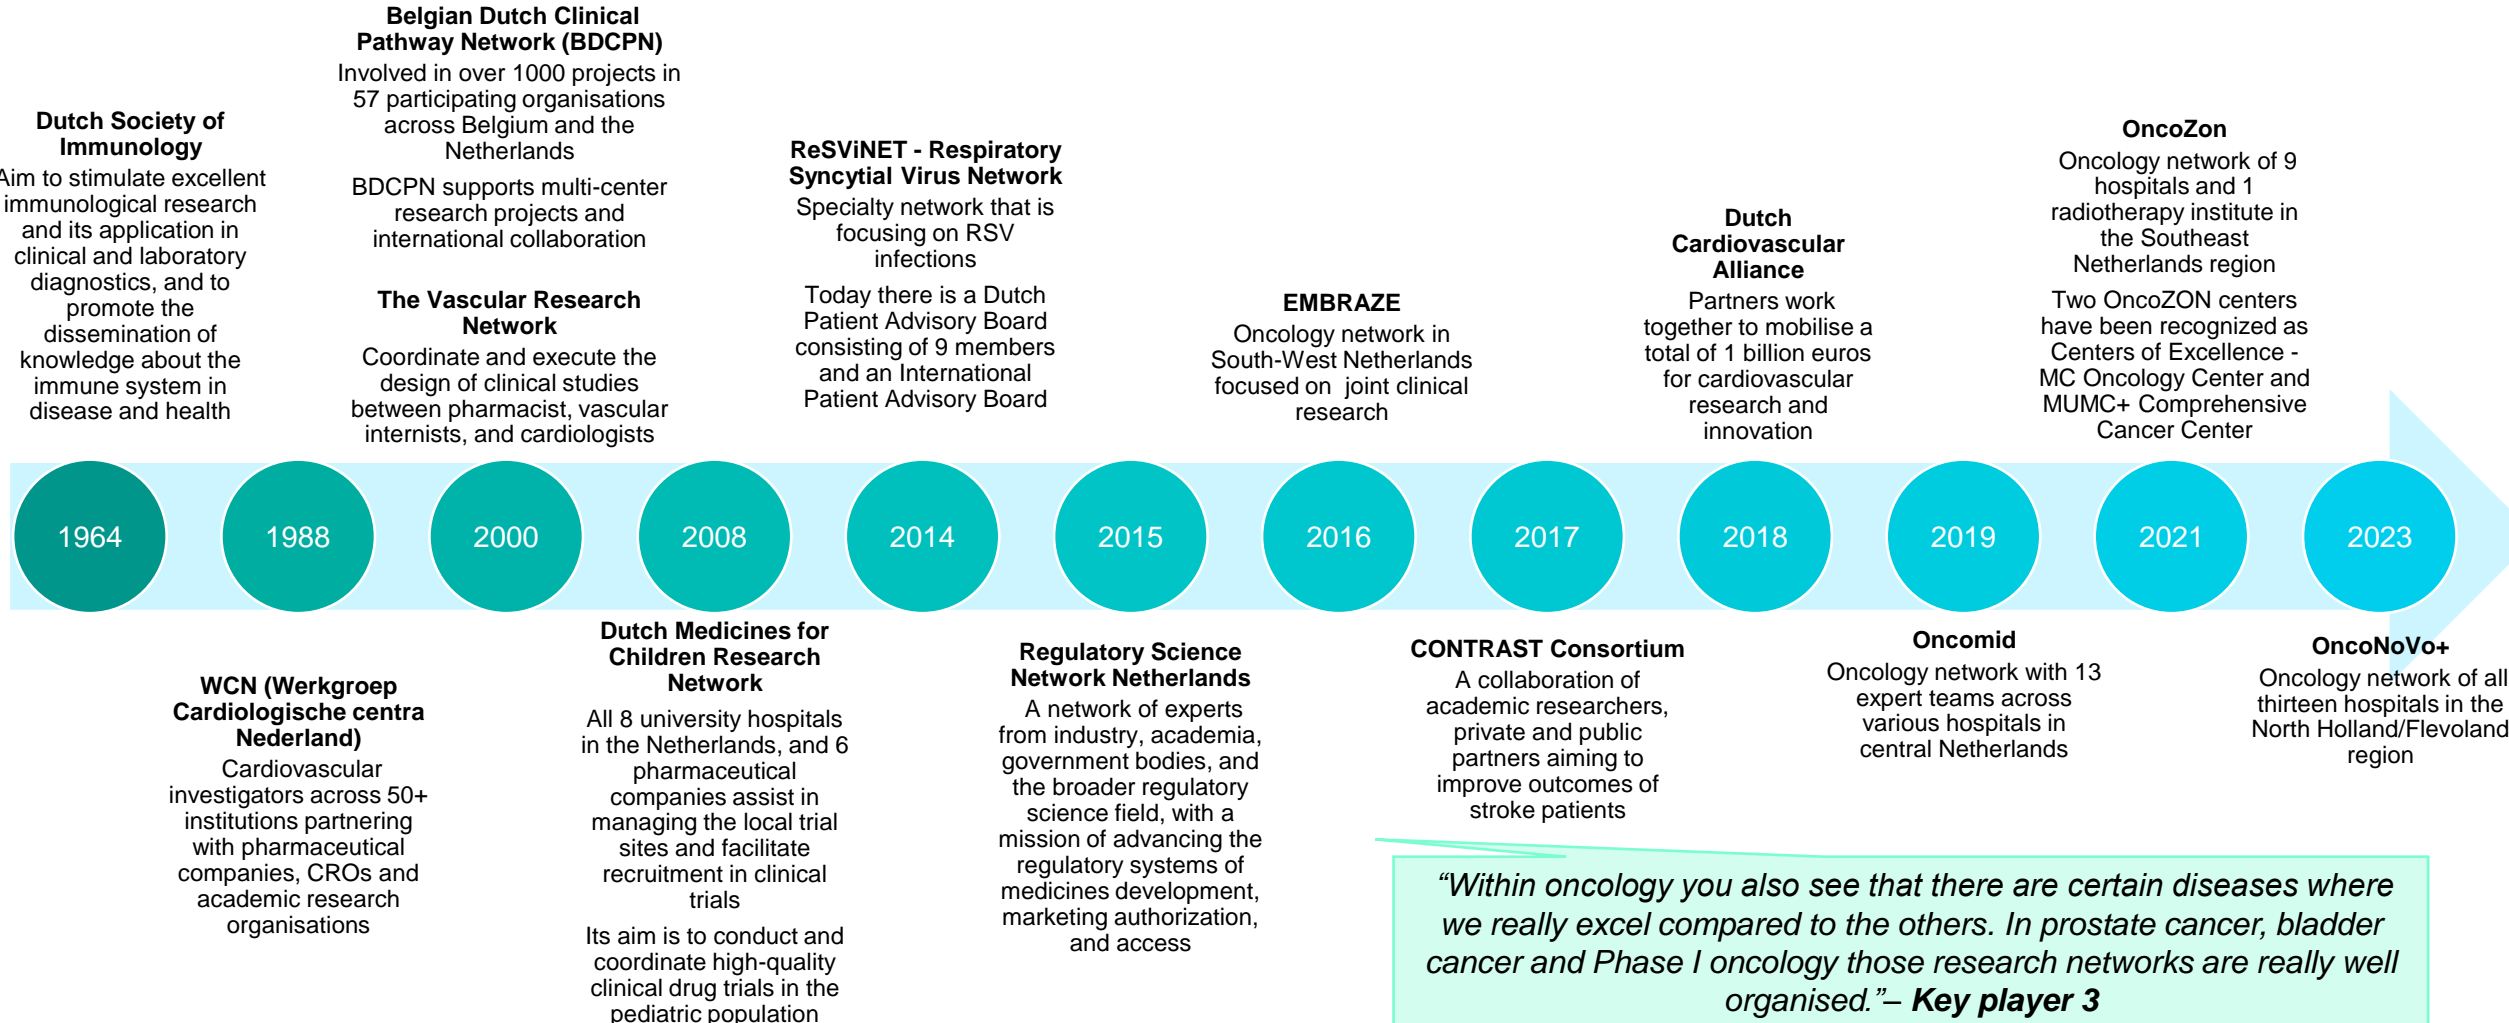 Dutch Society of
Immunology
Aim to stimulate excellent
immunological research
and its application in
clinical and laboratory
diagnostics, and to
promote the
dissemination of
knowledge about the
immune system in
disease and health
Belgian Dutch Clinical
Pathway Network (BDCPN)
Involved in over 1000 projects in
57 participating organisations
across Belgium and the
Netherlands
BDCPN supports multi-center
research projects and
international collaboration
The Vascular Research
Network
Coordinate and execute the
design of clinical studies
between pharmacist, vascular
internists, and cardiologists
ReSViNET - Respiratory
Syncytial Virus Network
Specialty network that is
focusing on RSV
infections
Today there is a Dutch
Patient Advisory Board
consisting of 9 members
and an International
Patient Advisory Board
EMBRAZE
Oncology network in
South-West Netherlands
focused on  joint clinical
research
Dutch
Cardiovascular
Alliance
Partners work
together to mobilise a
total of 1 billion euros
for cardiovascular
research and
innovation
OncoZon
Oncology network of 9
hospitals and 1
radiotherapy institute in
the Southeast
Netherlands region
Two OncoZON centers
have been recognized as
Centers of Excellence -
MC Oncology Center and
MUMC+ Comprehensive
Cancer Center
1964
1988
2000
2008
2014
2015
2016
2017
2018
2019
2021
2023
WCN (Werkgroep
Cardiologische centra
Nederland)
Cardiovascular
investigators across 50+
institutions partnering
with pharmaceutical
companies, CROs and
academic research
organisations
Dutch Medicines for
Children Research
Network
All 8 university hospitals
in the Netherlands, and 6
pharmaceutical
companies assist in
managing the local trial
sites and facilitate
recruitment in clinical
trials
Its aim is to conduct and
coordinate high-quality
clinical drug trials in the
pediatric population
Regulatory Science
Network Netherlands
A network of experts
from industry, academia,
government bodies, and
the broader regulatory
science field, with a
mission of advancing the
regulatory systems of
medicines development,
marketing authorization,
and access
CONTRAST Consortium
A collaboration of
academic researchers,
private and public
partners aiming to
improve outcomes of
stroke patients
Oncomid
Oncology network with 13
expert teams across
various hospitals in
central Netherlands
OncoNoVo+
Oncology network of all
thirteen hospitals in the
North Holland/Flevoland
region
“Within oncology you also see that there are certain diseases where
we really excel compared to the others. In prostate cancer, bladder
cancer and Phase I oncology those research networks are really well
organised.”– Key player 3